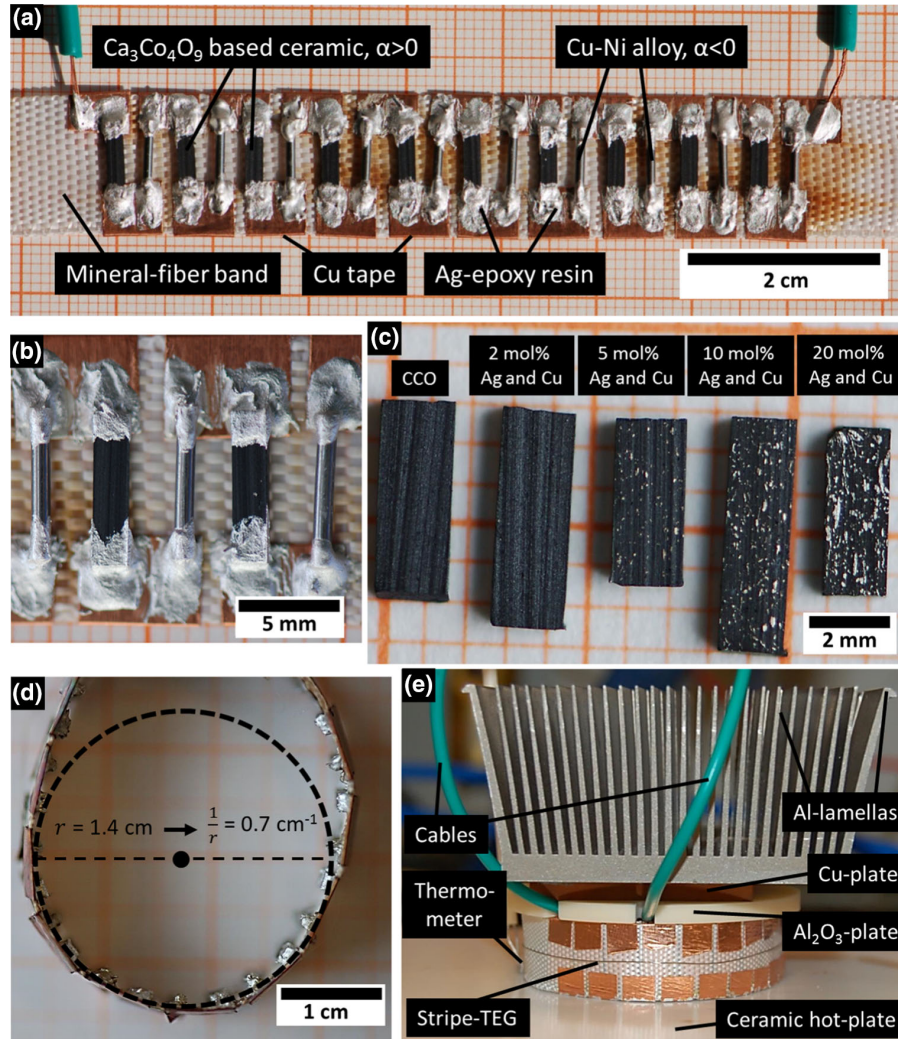 (a)
Ca₃Co₄O₉ based ceramic, α>0
Cu-Ni alloy, α<0
Mineral-fiber band
Cu tape
Ag-epoxy resin
2 cm
(b)
5 mm
(c)
CCO
2 mol%
Ag and Cu
5 mol%
Ag and Cu
10 mol%
Ag and Cu
20 mol%
Ag and Cu
2 mm
(d)
r = 1.4 cm → 1/r = 0.7 cm⁻¹
1 cm
(e)
Cables
Al-lamellas
Cu-plate
Thermo-
meter
Al₂O₃-plate
Stripe-TEG
Ceramic hot-plate